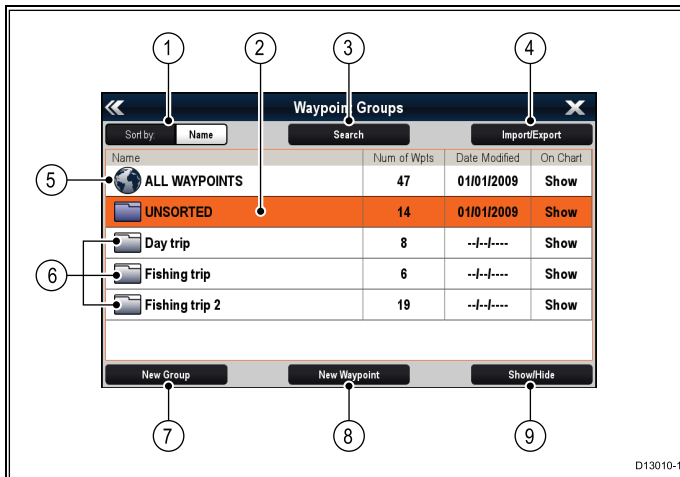 1 2 3 4
Waypoint Groups
Sort by: Name Search Import/Export
Name Num of Wpts Date Modified On Chart
5
ALL WAYPOINTS 47 01/01/2009 Show
UNSORTED 14 01/01/2009 Show
Day trip 8 --/--/---- Show
6
Fishing trip 6 --/--/---- Show
Fishing trip 2 19 --/--/---- Show
New Group New Waypoint Show/Hide
7 8 9
D13010-1